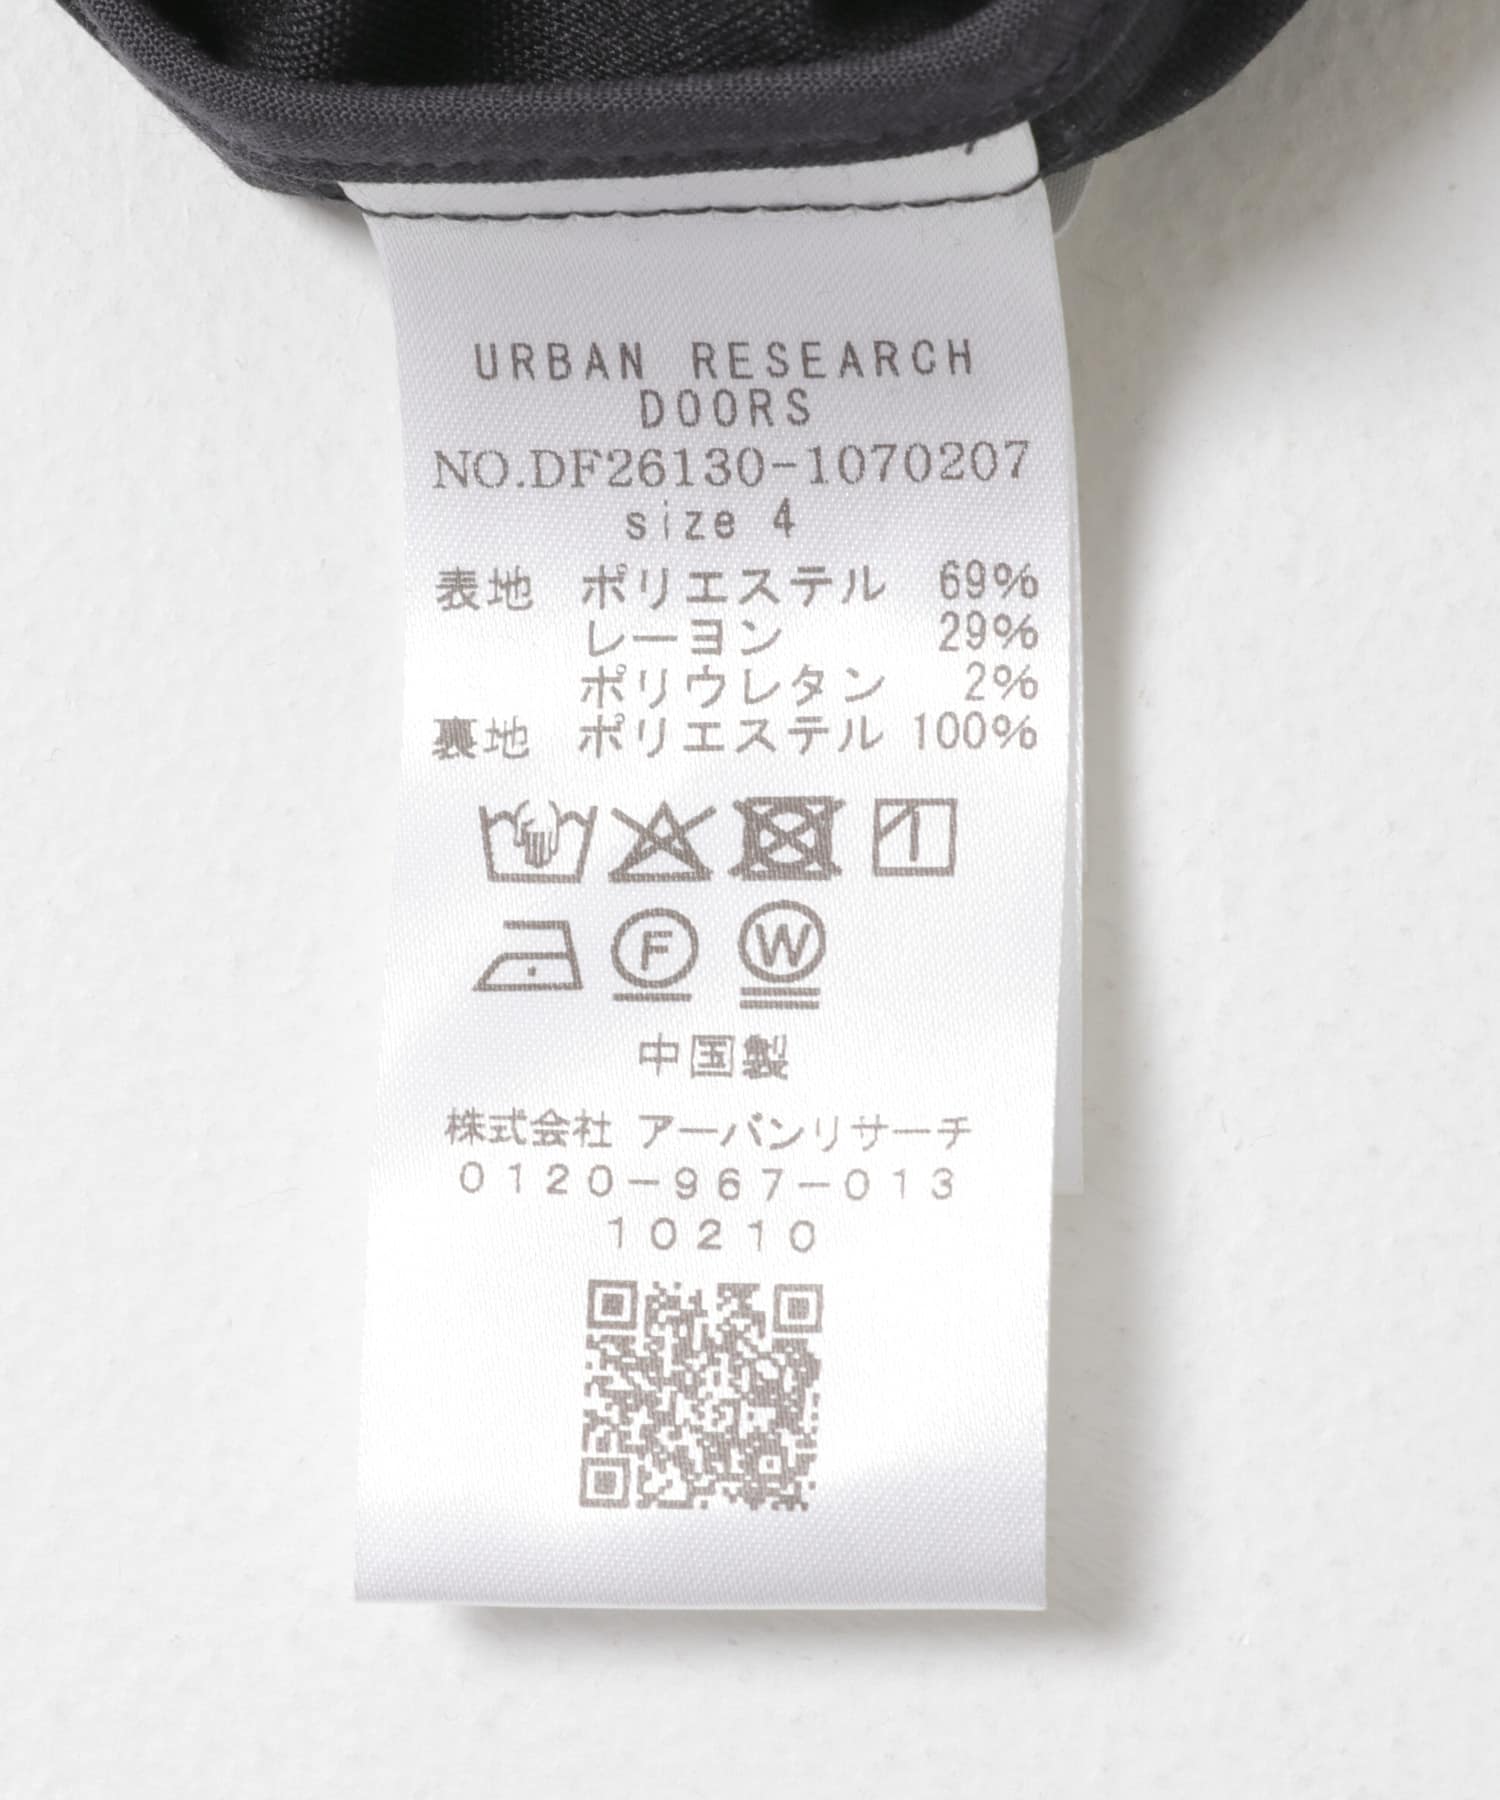 URBAN RESEARCH
DOORS
NO.DF26130-1070207
size 4
表地 ポリエステル 69%
レーヨン 29%
ポリウレタン 2%
裏地 ポリエステル 100%
F W
中国製
株式会社 アーバンリサーチ
0120-967-013
10210